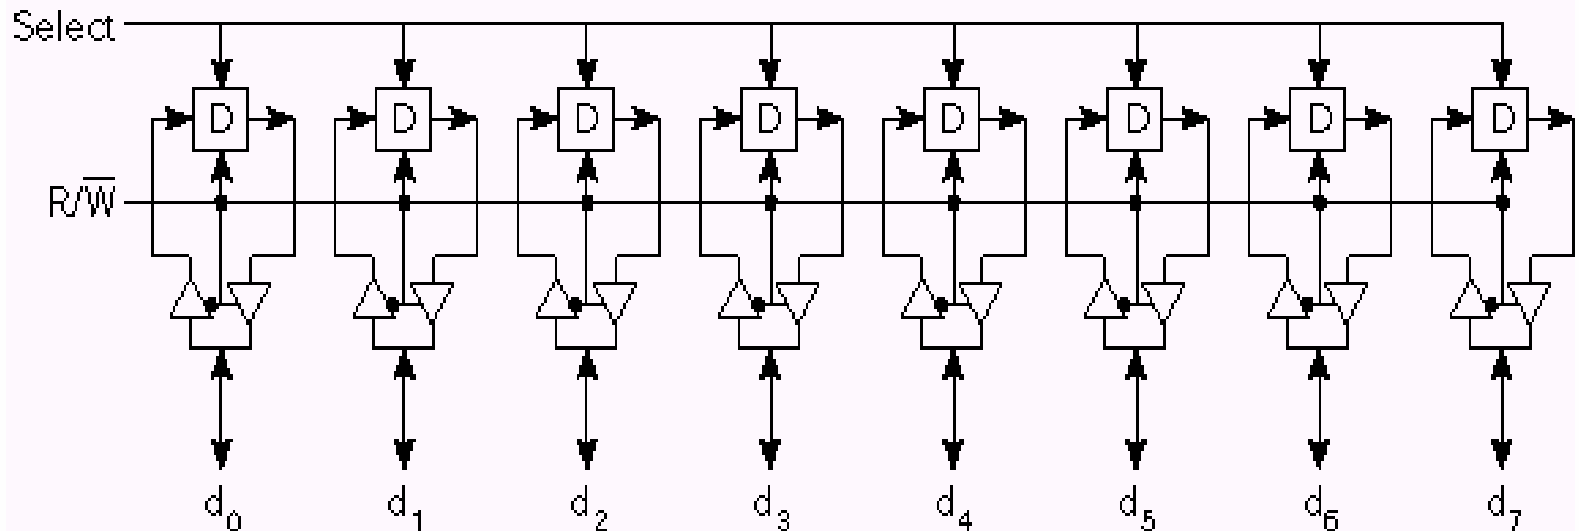 Select
D D D D D D D D
R/W̅
d₀ d₁ d₂ d₃ d₄ d₅ d₆ d₇